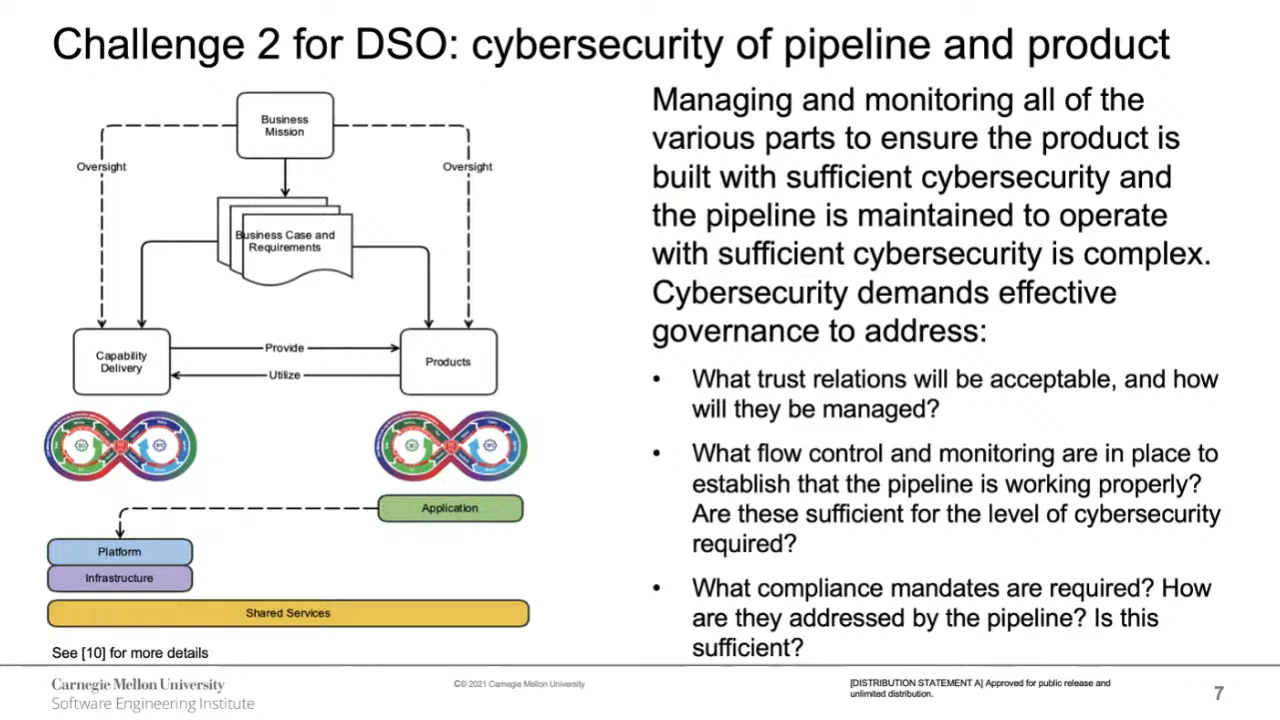 Challenge 2 for DSO: cybersecurity of pipeline and product
Business
Mission
Oversight
Oversight
Business Case and
Requirements
Capability
Delivery
Provide
Utilize
Products
Application
Platform
Infrastructure
Shared Services
See [10] for more details
Managing and monitoring all of the
various parts to ensure the product is
built with sufficient cybersecurity and
the pipeline is maintained to operate
with sufficient cybersecurity is complex.
Cybersecurity demands effective
governance to address:
• What trust relations will be acceptable, and how
will they be managed?
• What flow control and monitoring are in place to
establish that the pipeline is working properly?
Are these sufficient for the level of cybersecurity
required?
• What compliance mandates are required? How
are they addressed by the pipeline? Is this
sufficient?
Carnegie Mellon University
Software Engineering Institute
©© 2021 Carnegie Mellon University
[DISTRIBUTION STATEMENT A] Approved for public release and
unlimited distribution.
7